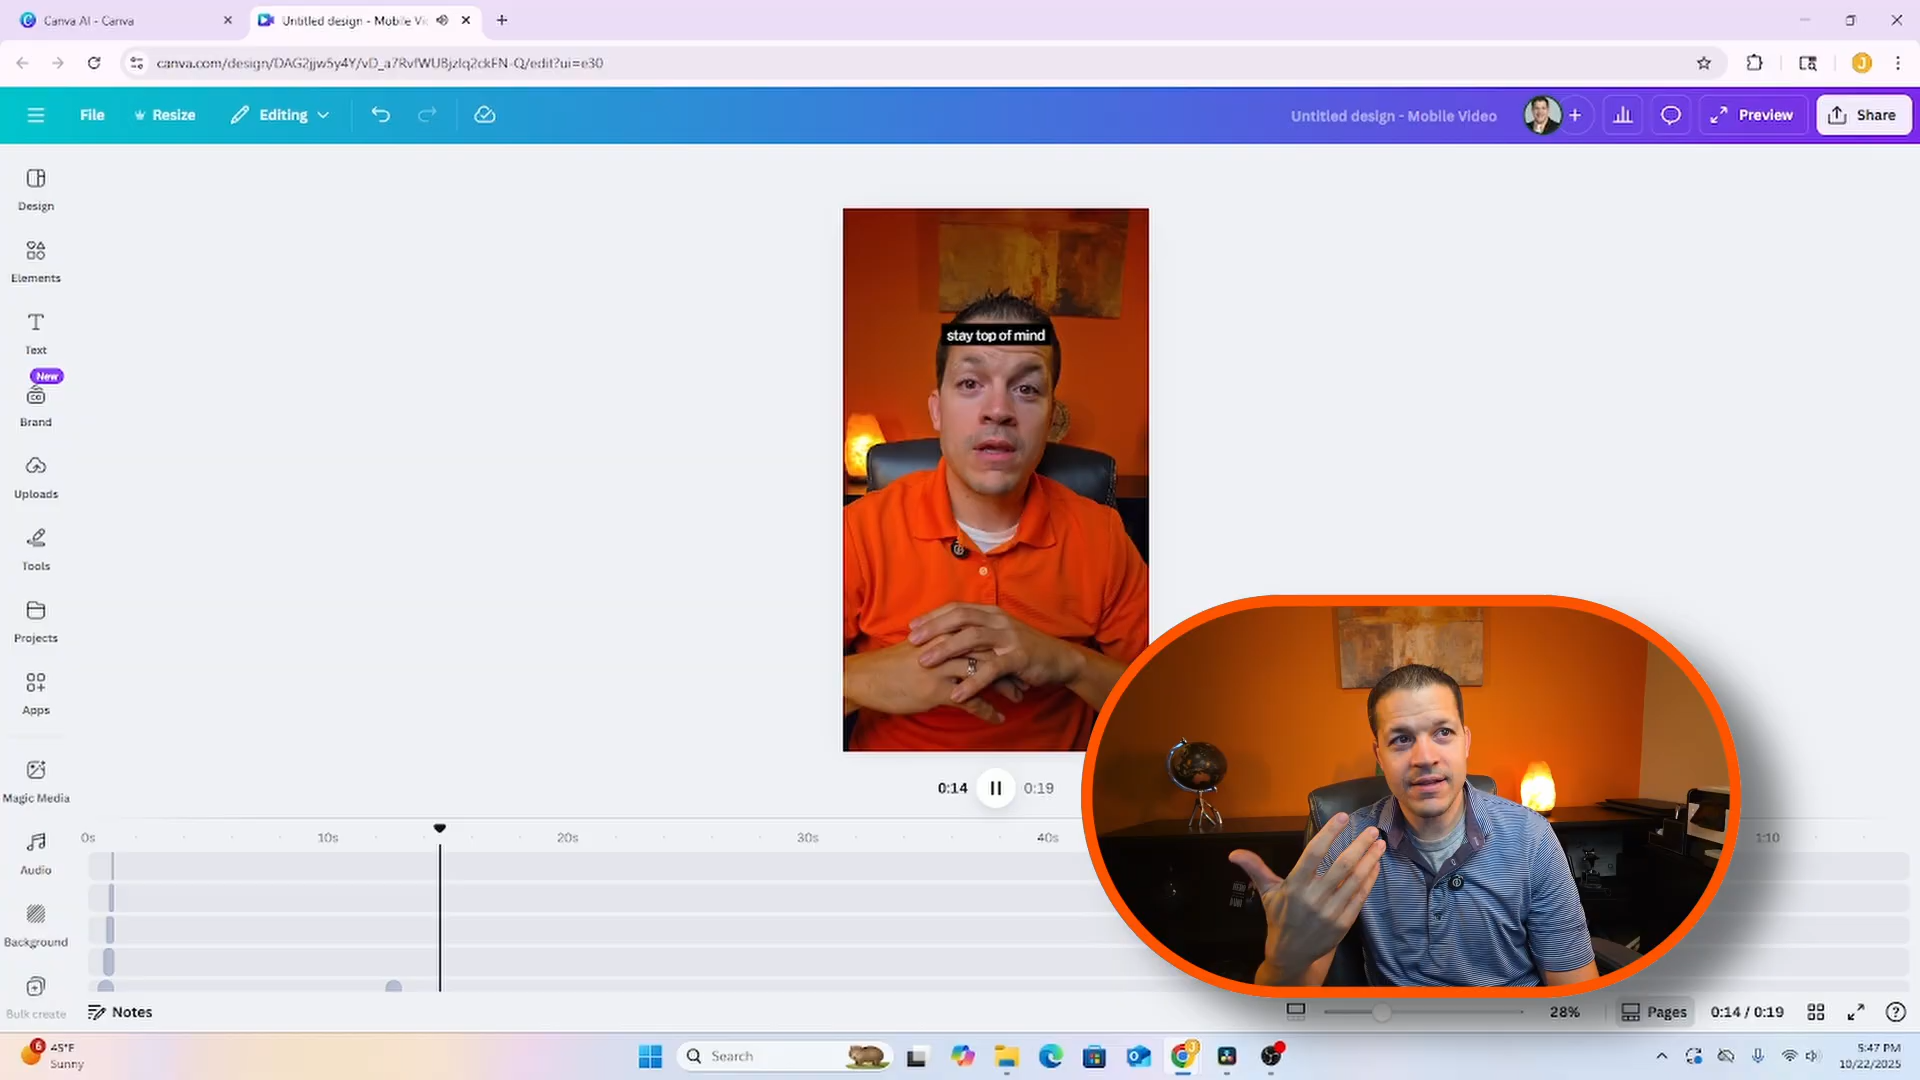 Canva AI - Canva
Untitled design - Mobile Vi
canva.com/design/DAG2jjw5y4Y/vD_a7RvfWUBjzlq2ckFN-Q/edit?ui=e30
J
File
Resize
Editing
Untitled design - Mobile Video
Preview
Share
Design
Elements
Text
New
Brand
Uploads
Tools
Projects
Apps
Magic Media
Audio
Background
Bulk create
stay top of mind
0:14
0:19
0s
10s
20s
30s
40s
1:10
Notes
28%
Pages
0:14 / 0:19
6
45°F
Sunny
Search
3
5:47 PM
10/22/2025